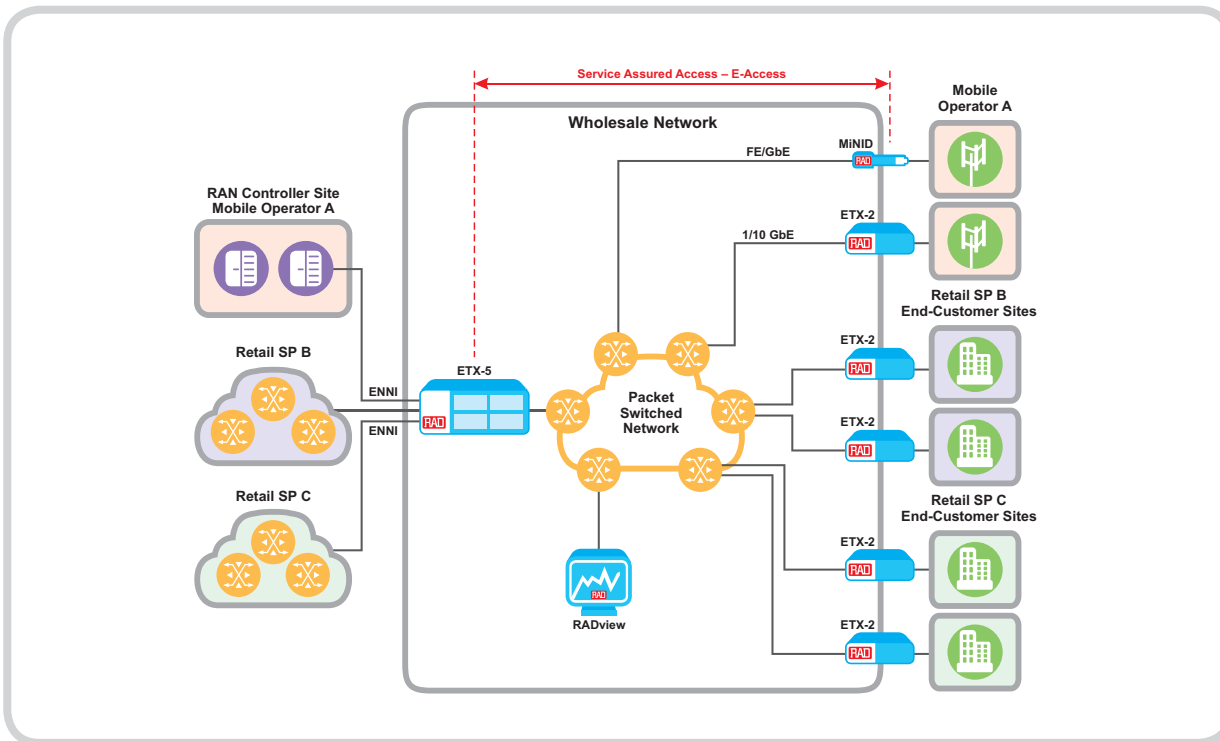 Service Assured Access – E-Access
Mobile
Operator A
Wholesale Network
FE/GbE
MiNID
RAD
RAN Controller Site
Mobile Operator A
ETX-2
1/10 GbE
RAD
Retail SP B
End-Customer Sites
Retail SP B
ETX-2
ETX-5
RAD
ENNI
Packet
Switched
Network
RAD
ENNI
ETX-2
RAD
Retail SP C
Retail SP C
End-Customer Sites
ETX-2
RAD
RAD
RADview
ETX-2
RAD